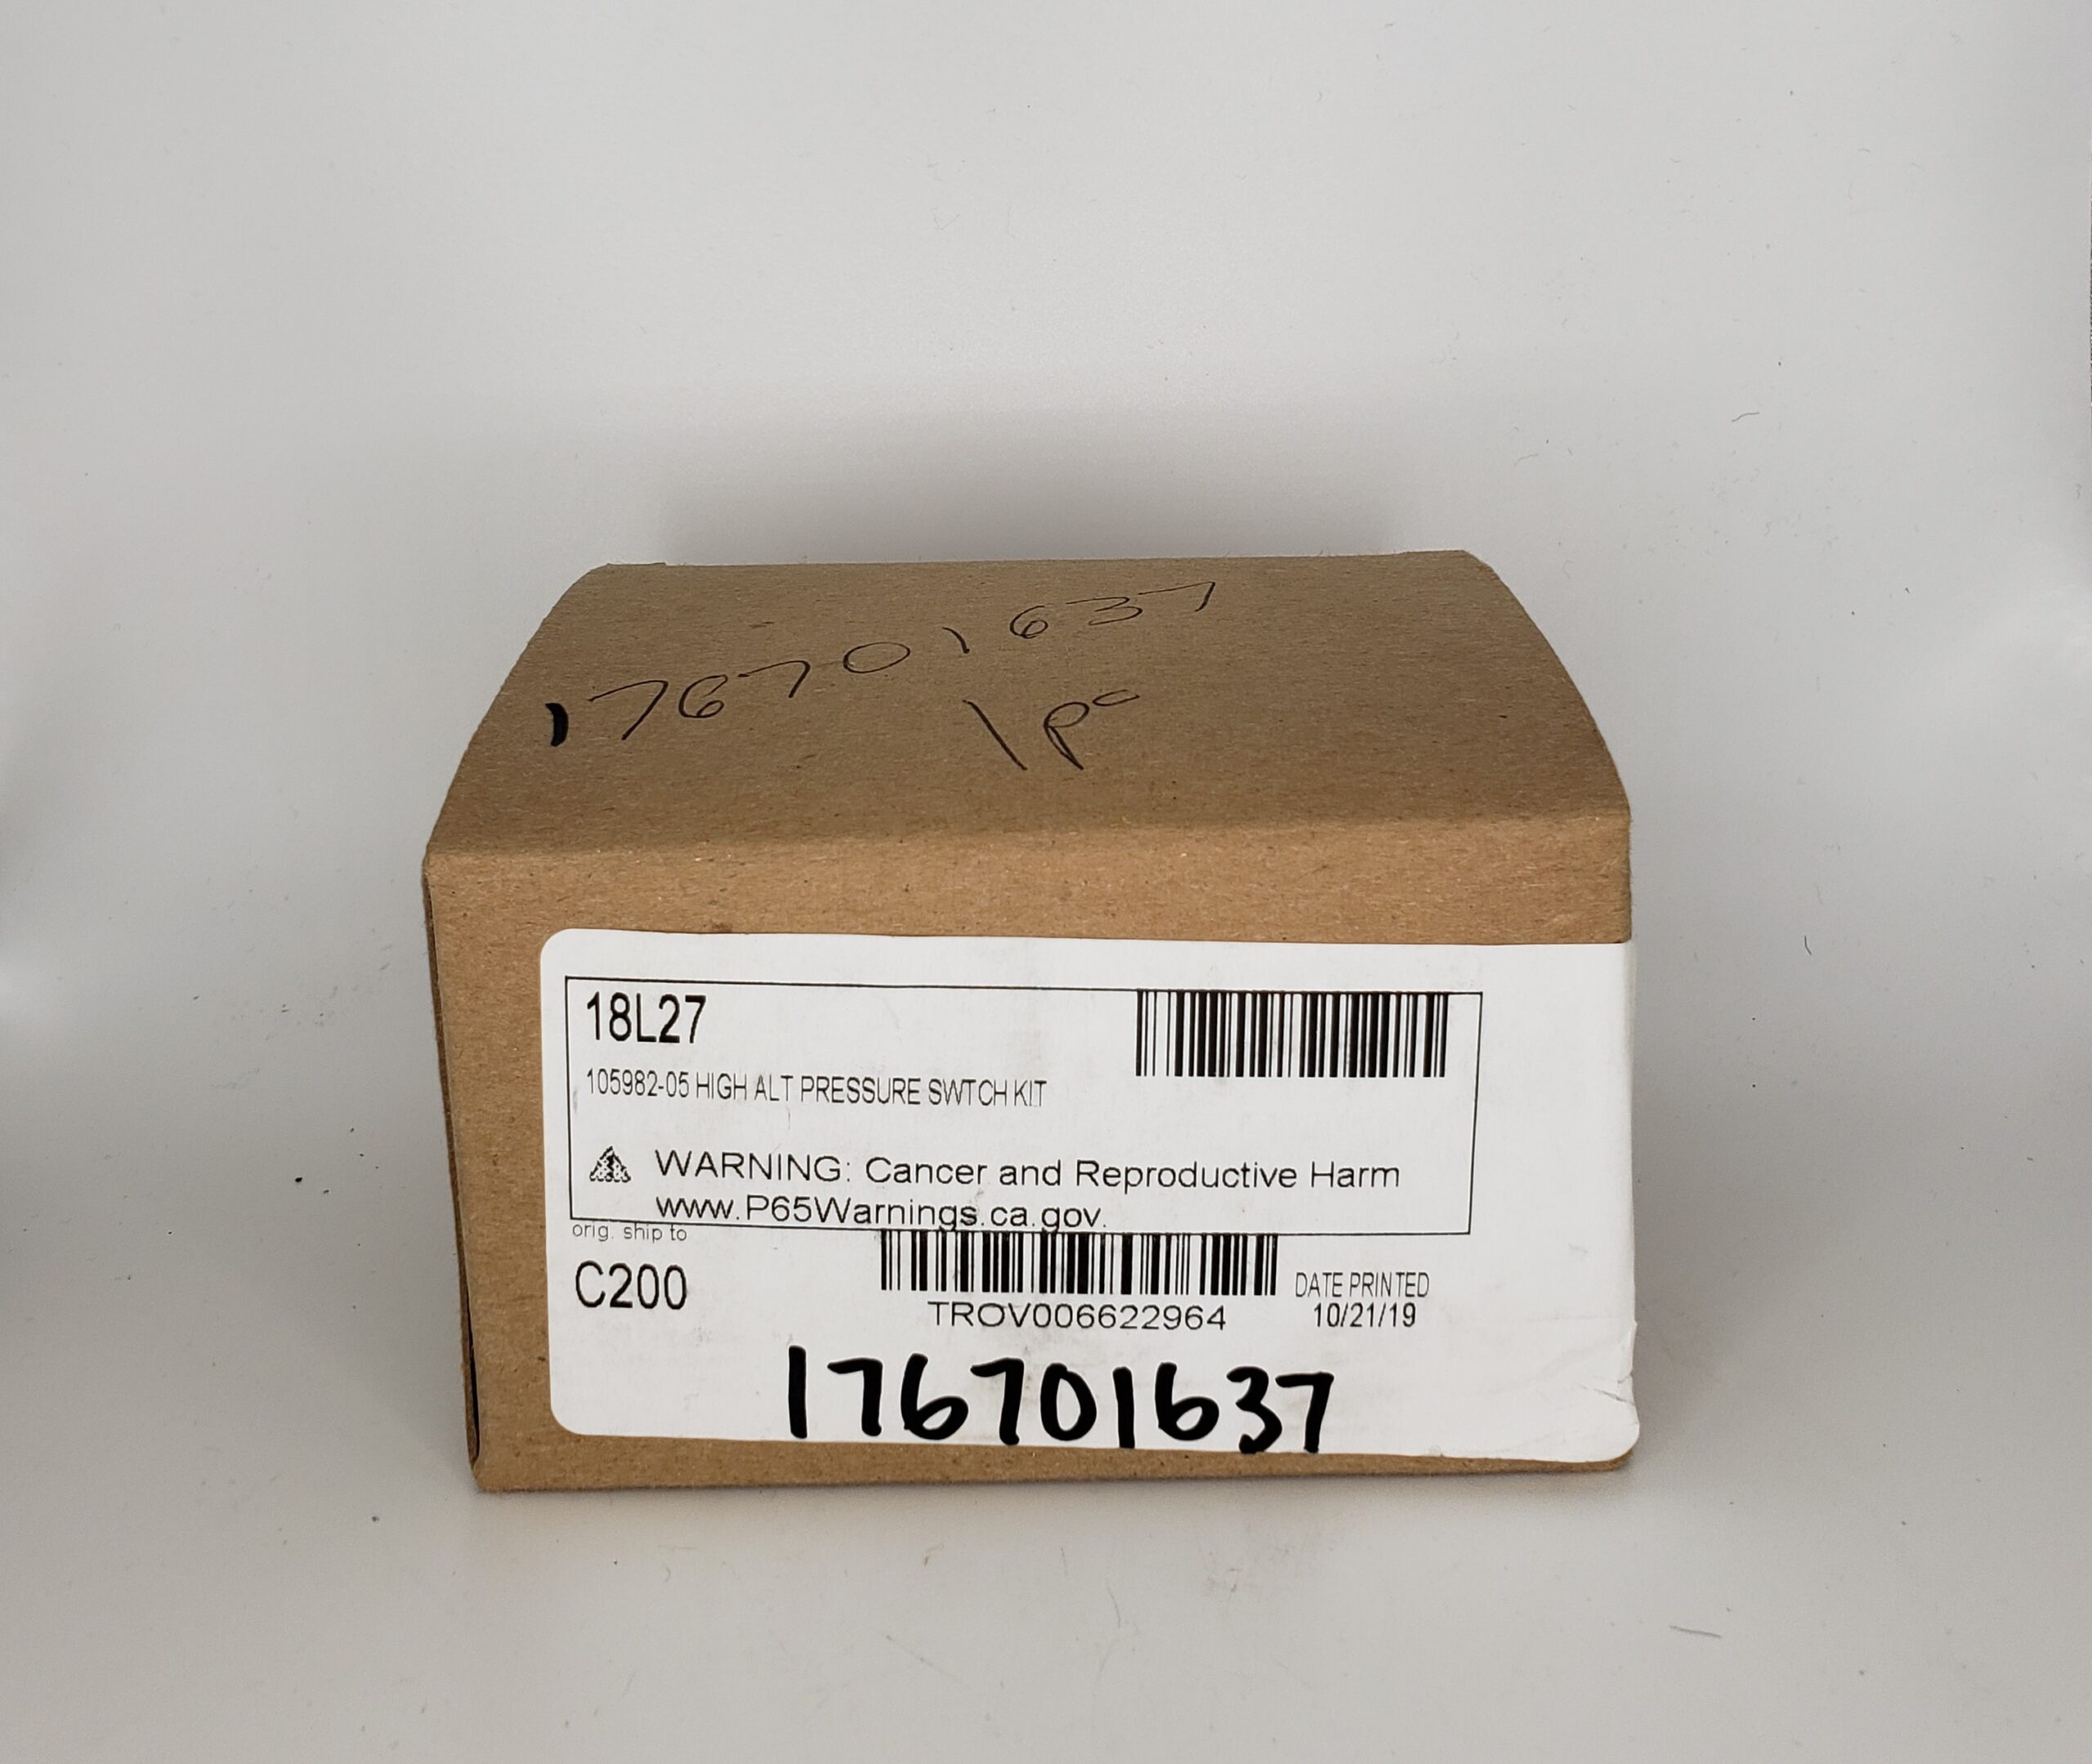 176701637
1pc
18L27
105982-05 HIGH ALT PRESSURE SWTCH KIT
WARNING: Cancer and Reproductive Harm
www.P65Warnings.ca.gov.
orig. ship to
C200
TROV006622964
DATE PRINTED
10/21/19
176701637